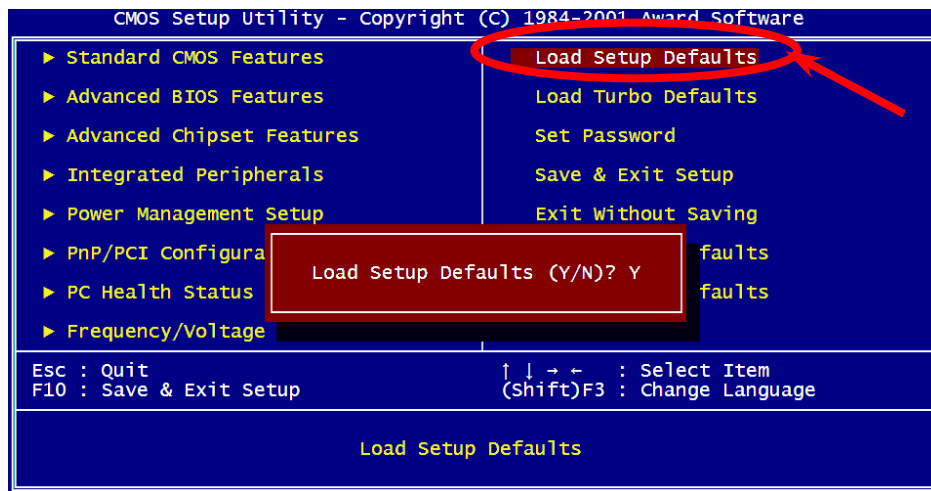 CMOS Setup Utility - Copyright (C) 1984-2001 Award Software
► Standard CMOS Features
► Advanced BIOS Features
► Advanced Chipset Features
► Integrated Peripherals
► Power Management Setup
► PnP/PCI Configura
► PC Health Status
► Frequency/Voltage
Load Setup Defaults
Load Turbo Defaults
Set Password
Save & Exit Setup
Exit Without Saving
faults
faults
Load Setup Defaults (Y/N)? Y
Esc : Quit
F10 : Save & Exit Setup
↑ ↓ → ← : Select Item
(Shift)F3 : Change Language
Load Setup Defaults